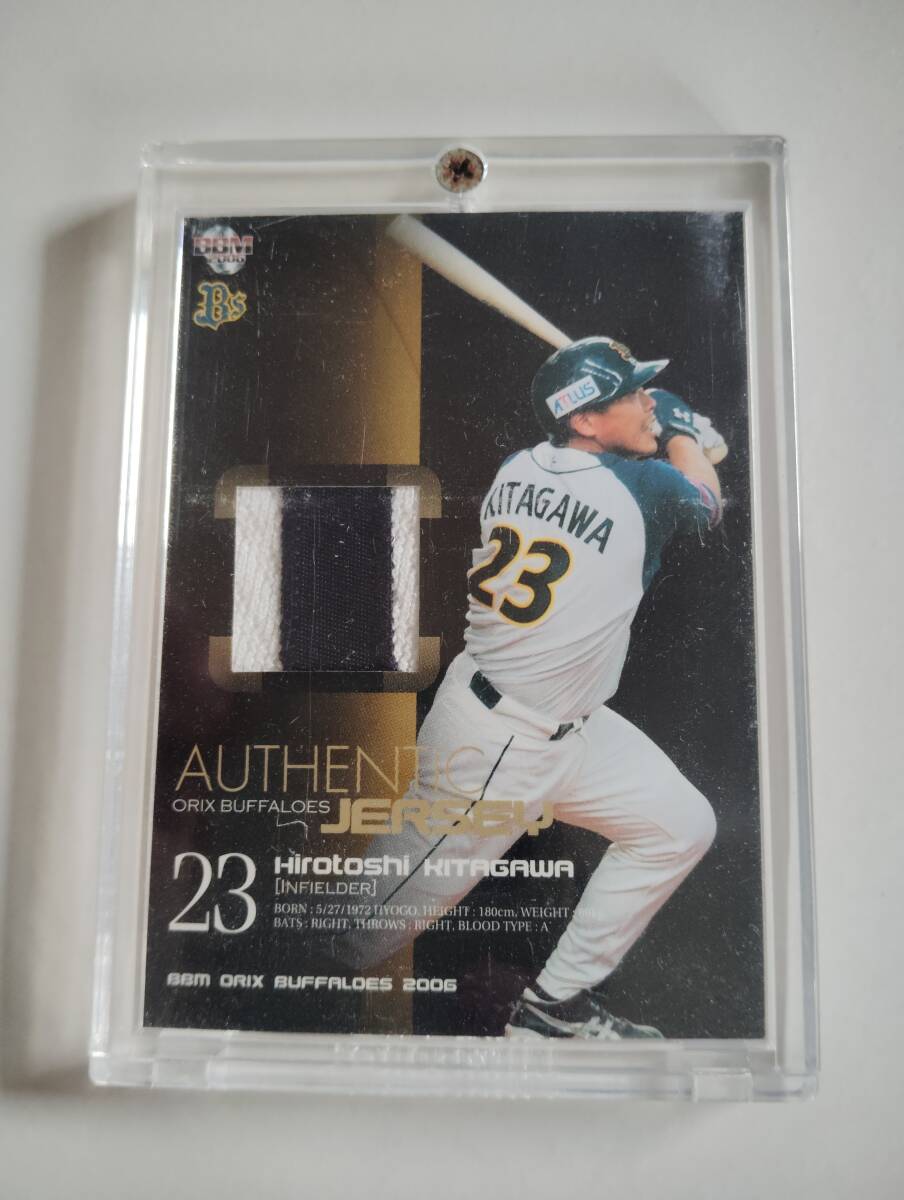 BBM
2006
Bs
ATLUS
KITAGAWA
23
AUTHENTIC
ORIX BUFFALOES
JERSEY
23
Hirotoshi KITAGAWA
[INFIELDER]
BORN : 5/27/1972 HYOGO, HEIGHT : 180cm, WEIGHT :
BATS : RIGHT, THROWS : RIGHT, BLOOD TYPE : A
BBM ORIX BUFFALOES 2006